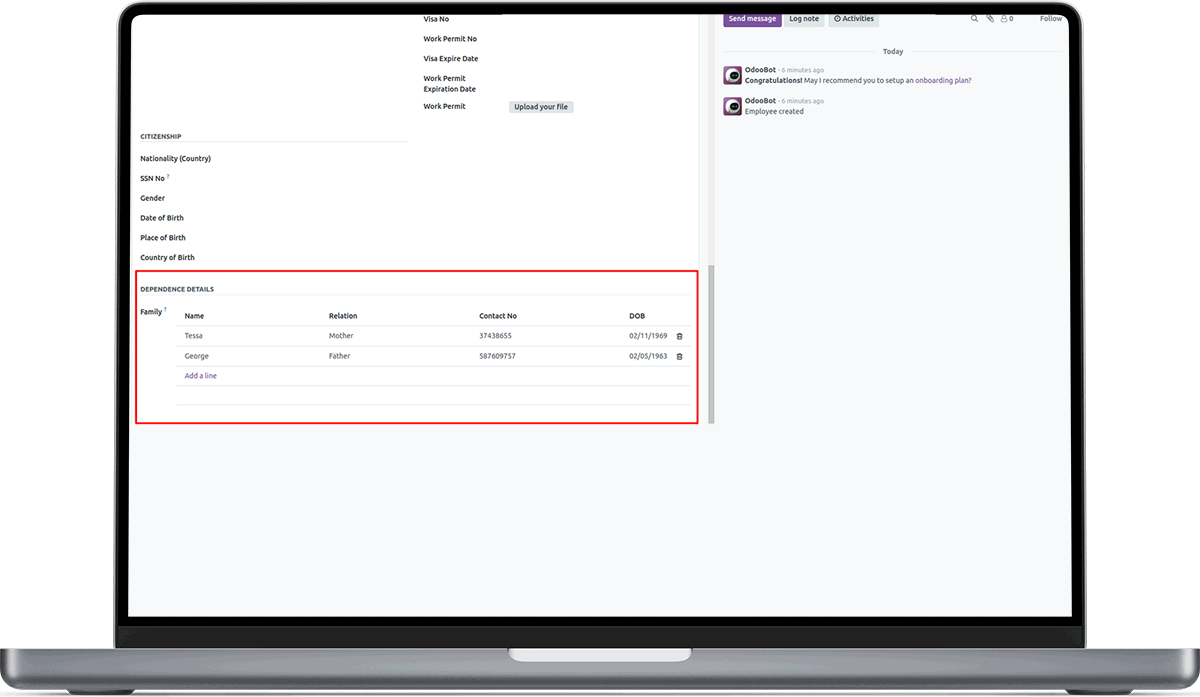 Visa No
Work Permit No
Visa Expire Date
Work Permit
Expiration Date
Work Permit Upload your file
CITIZENSHIP
Nationality (Country)
SSN No ?
Gender
Date of Birth
Place of Birth
Country of Birth
DEPENDENCE DETAILS
Family ?
Name Relation Contact No DOB
Tessa Mother 37438655 02/11/1969
George Father 587609757 02/05/1963
Add a line
Send message Log note Activities 0 Follow
Today
OdooBot - 6 minutes ago
Congratulations! May I recommend you to setup an onboarding plan?
OdooBot - 6 minutes ago
Employee created